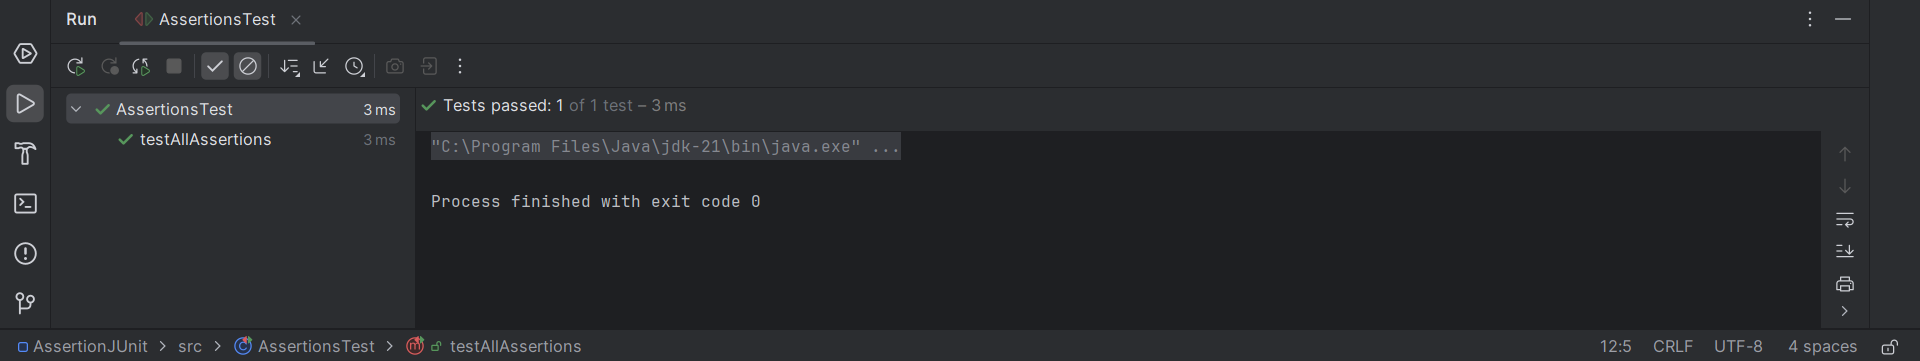 Run AssertionsTest
AssertionsTest 3 ms
testAllAssertions 3 ms
Tests passed: 1 of 1 test – 3 ms
"C:\Program Files\Java\jdk-21\bin\java.exe" ...
Process finished with exit code 0
AssertionJUnit > src > AssertionsTest > testAllAssertions 12:5 CRLF UTF-8 4 spaces